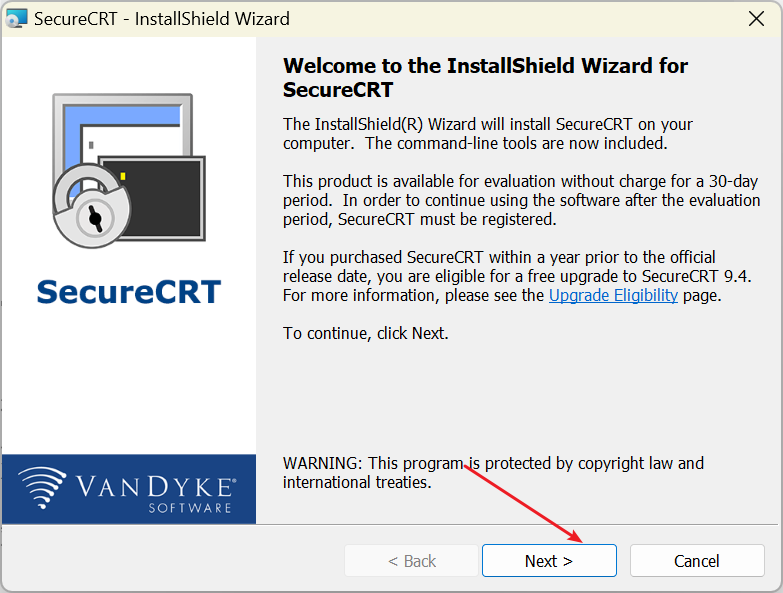 SecureCRT - InstallShield Wizard
Welcome to the InstallShield Wizard for
SecureCRT
The InstallShield(R) Wizard will install SecureCRT on your
computer.  The command-line tools are now included.
This product is available for evaluation without charge for a 30-day
period.  In order to continue using the software after the evaluation
period, SecureCRT must be registered.
If you purchased SecureCRT within a year prior to the official
release date, you are eligible for a free upgrade to SecureCRT 9.4.
For more information, please see the Upgrade Eligibility page.
To continue, click Next.
WARNING: This program is protected by copyright law and
international treaties.
SecureCRT
VANDYKE®
SOFTWARE
< Back
Next >
Cancel